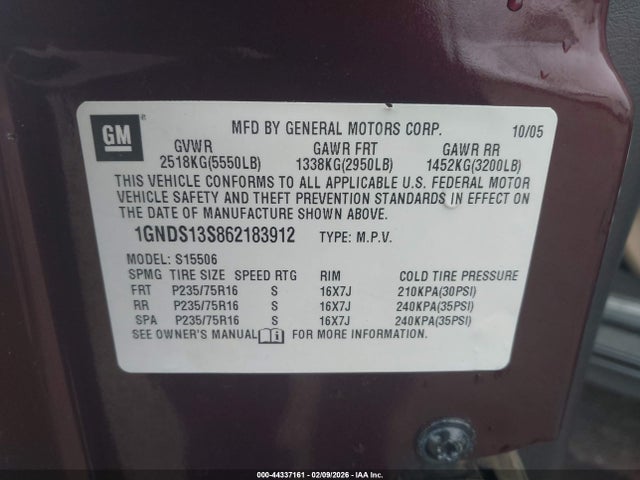 GM
MFD BY GENERAL MOTORS CORP. 10/05
GVWR GAWR FRT GAWR RR
2518KG(5550LB) 1338KG(2950LB) 1452KG(3200LB)
THIS VEHICLE CONFORMS TO ALL APPLICABLE U.S. FEDERAL MOTOR
VEHICLE SAFETY AND THEFT PREVENTION STANDARDS IN EFFECT ON
THE DATE OF MANUFACTURE SHOWN ABOVE.
1GNDS13S862183912 TYPE: M.P.V.
MODEL: S15506
SPMG TIRE SIZE SPEED RTG RIM COLD TIRE PRESSURE
FRT P235/75R16 S 16X7J 210KPA(30PSI)
RR P235/75R16 S 16X7J 240KPA(35PSI)
SPA P235/75R16 S 16X7J 240KPA(35PSI)
SEE OWNER'S MANUAL FOR MORE INFORMATION.
000-44337161 - 02/09/2026 - IAA Inc.